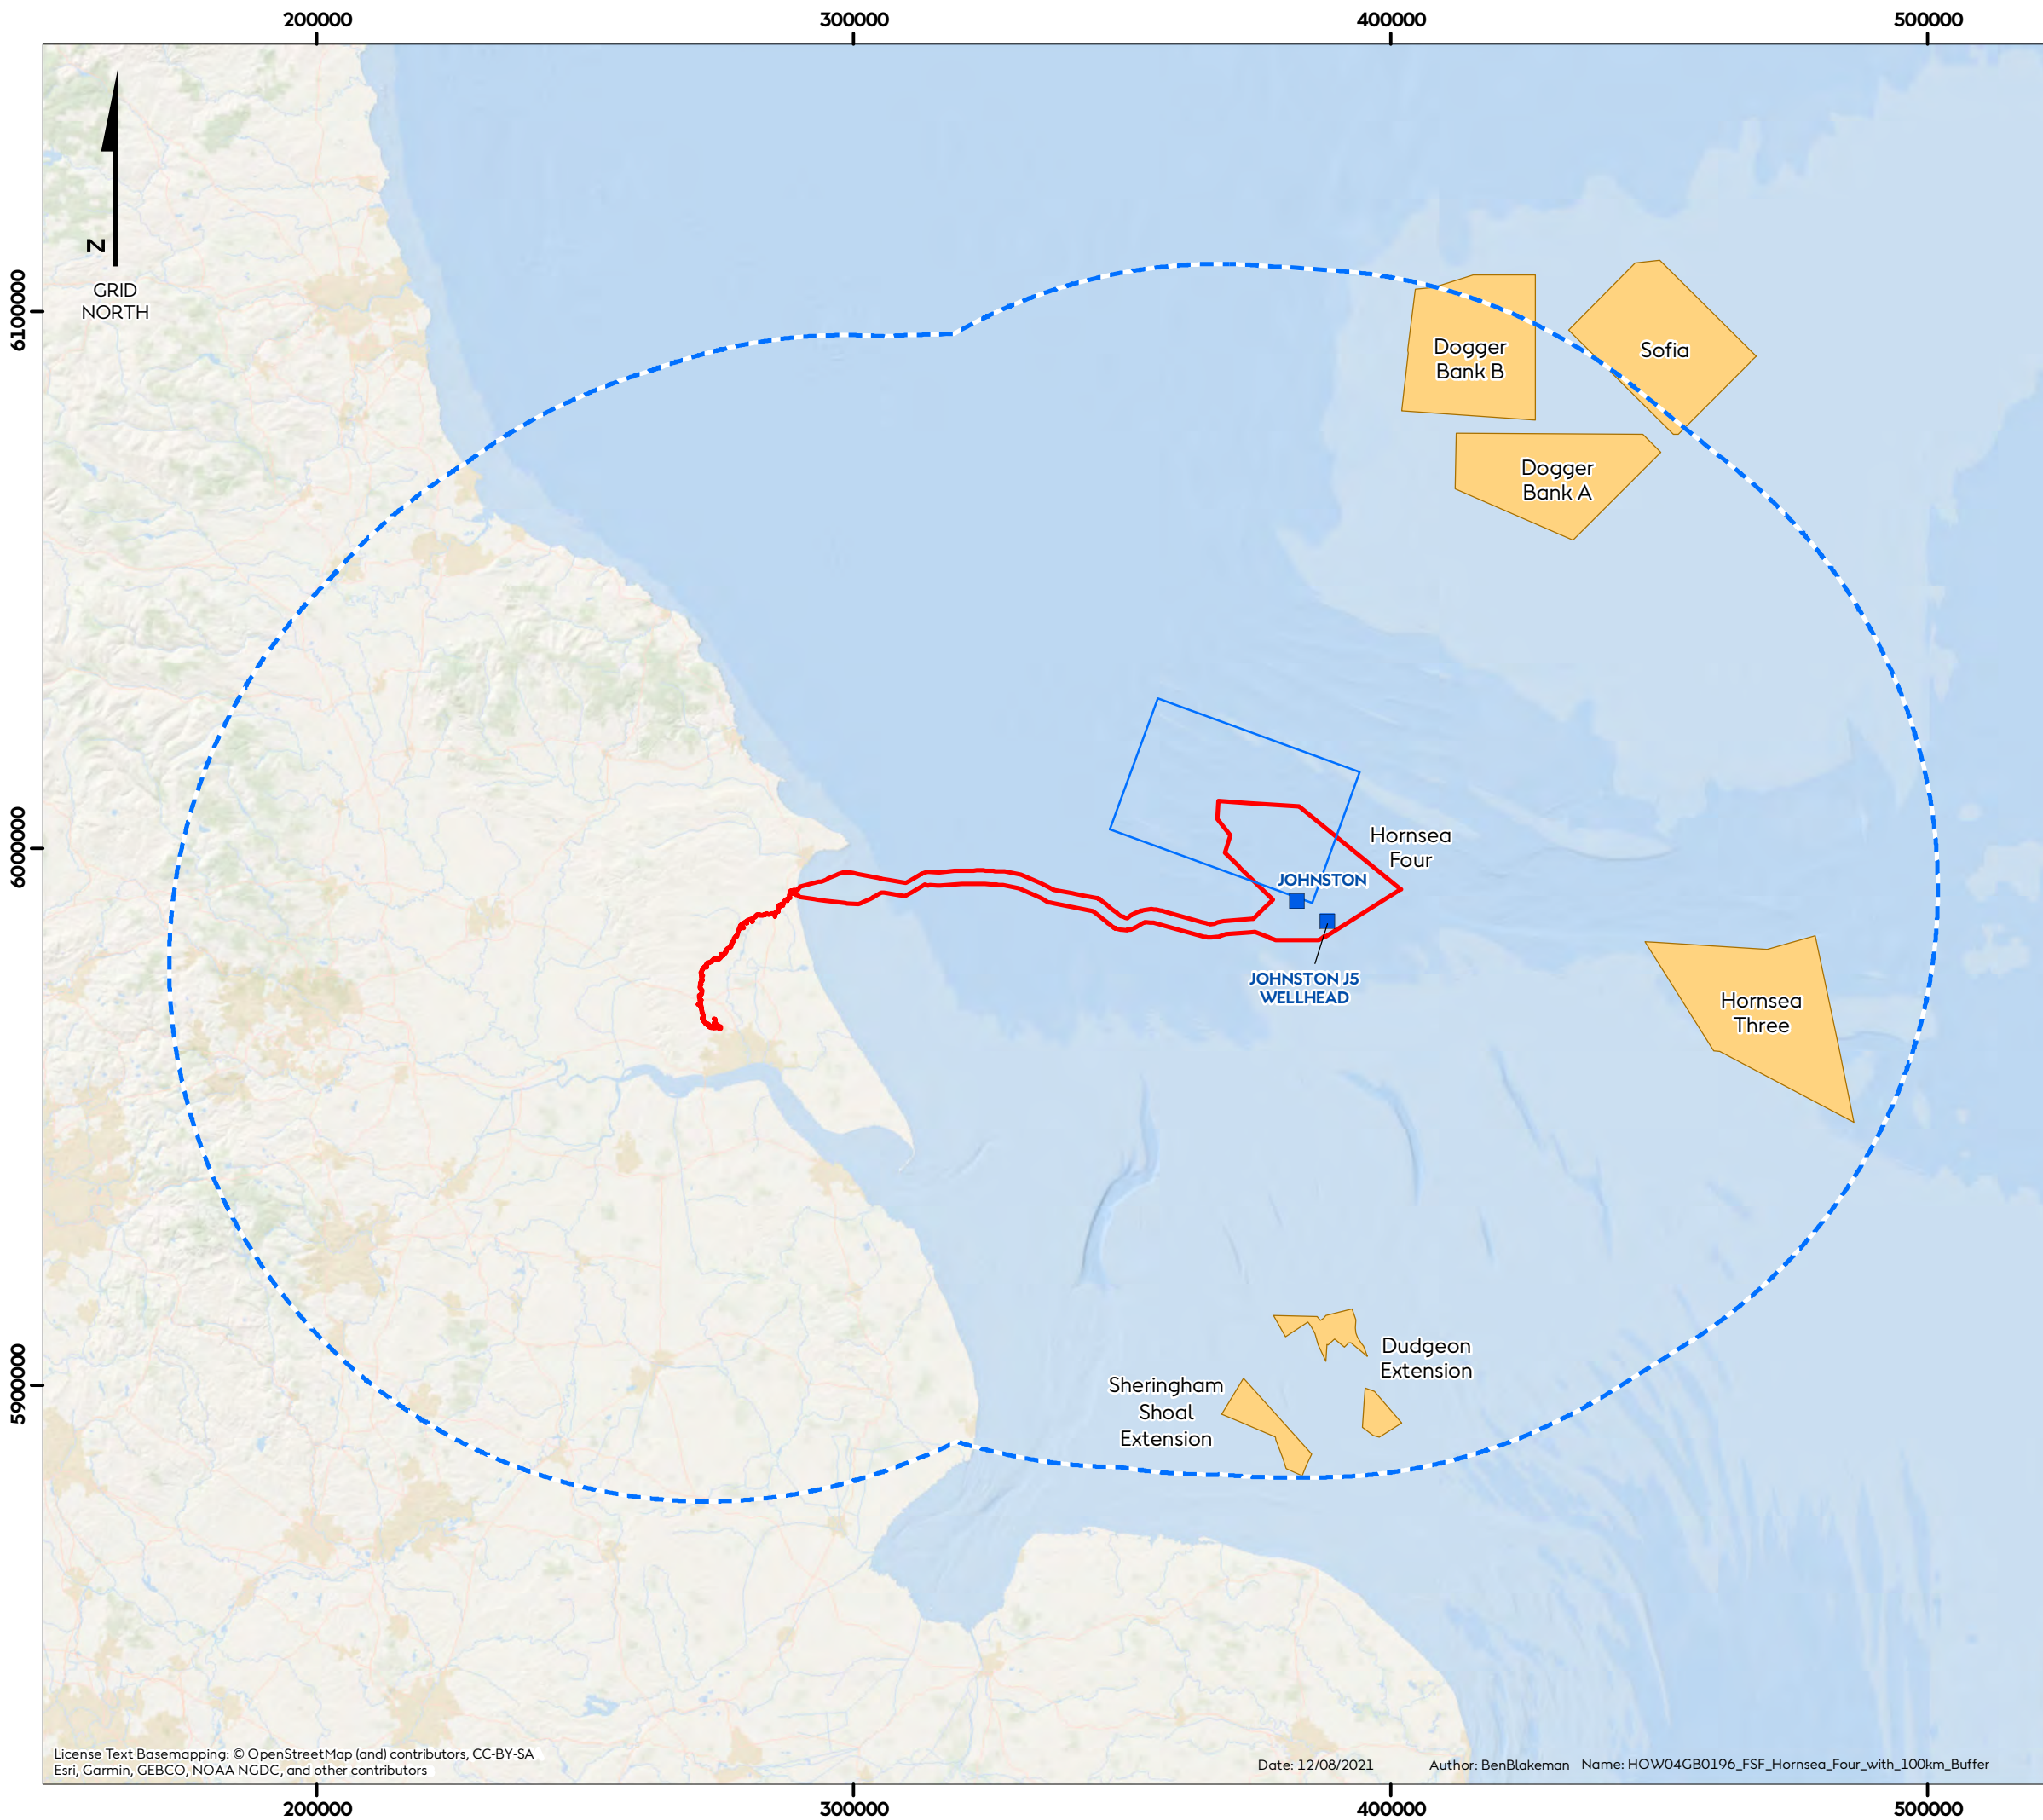 200000 300000 400000 500000
N
GRID
NORTH
6100000
6000000
5900000
Dogger
Bank B
Sofia
Dogger
Bank A
Hornsea
Four
JOHNSTON
JOHNSTON J5
WELLHEAD
Hornsea
Three
Dudgeon
Extension
Sheringham
Shoal
Extension
License Text Basemapping: © OpenStreetMap (and) contributors, CC-BY-SA
Esri, Garmin, GEBCO, NOAA NGDC, and other contributors
Date: 12/08/2021 Author: BenBlakeman Name: HOW04GB0196_FSF_Hornsea_Four_with_100km_Buffer
200000 300000 400000 500000